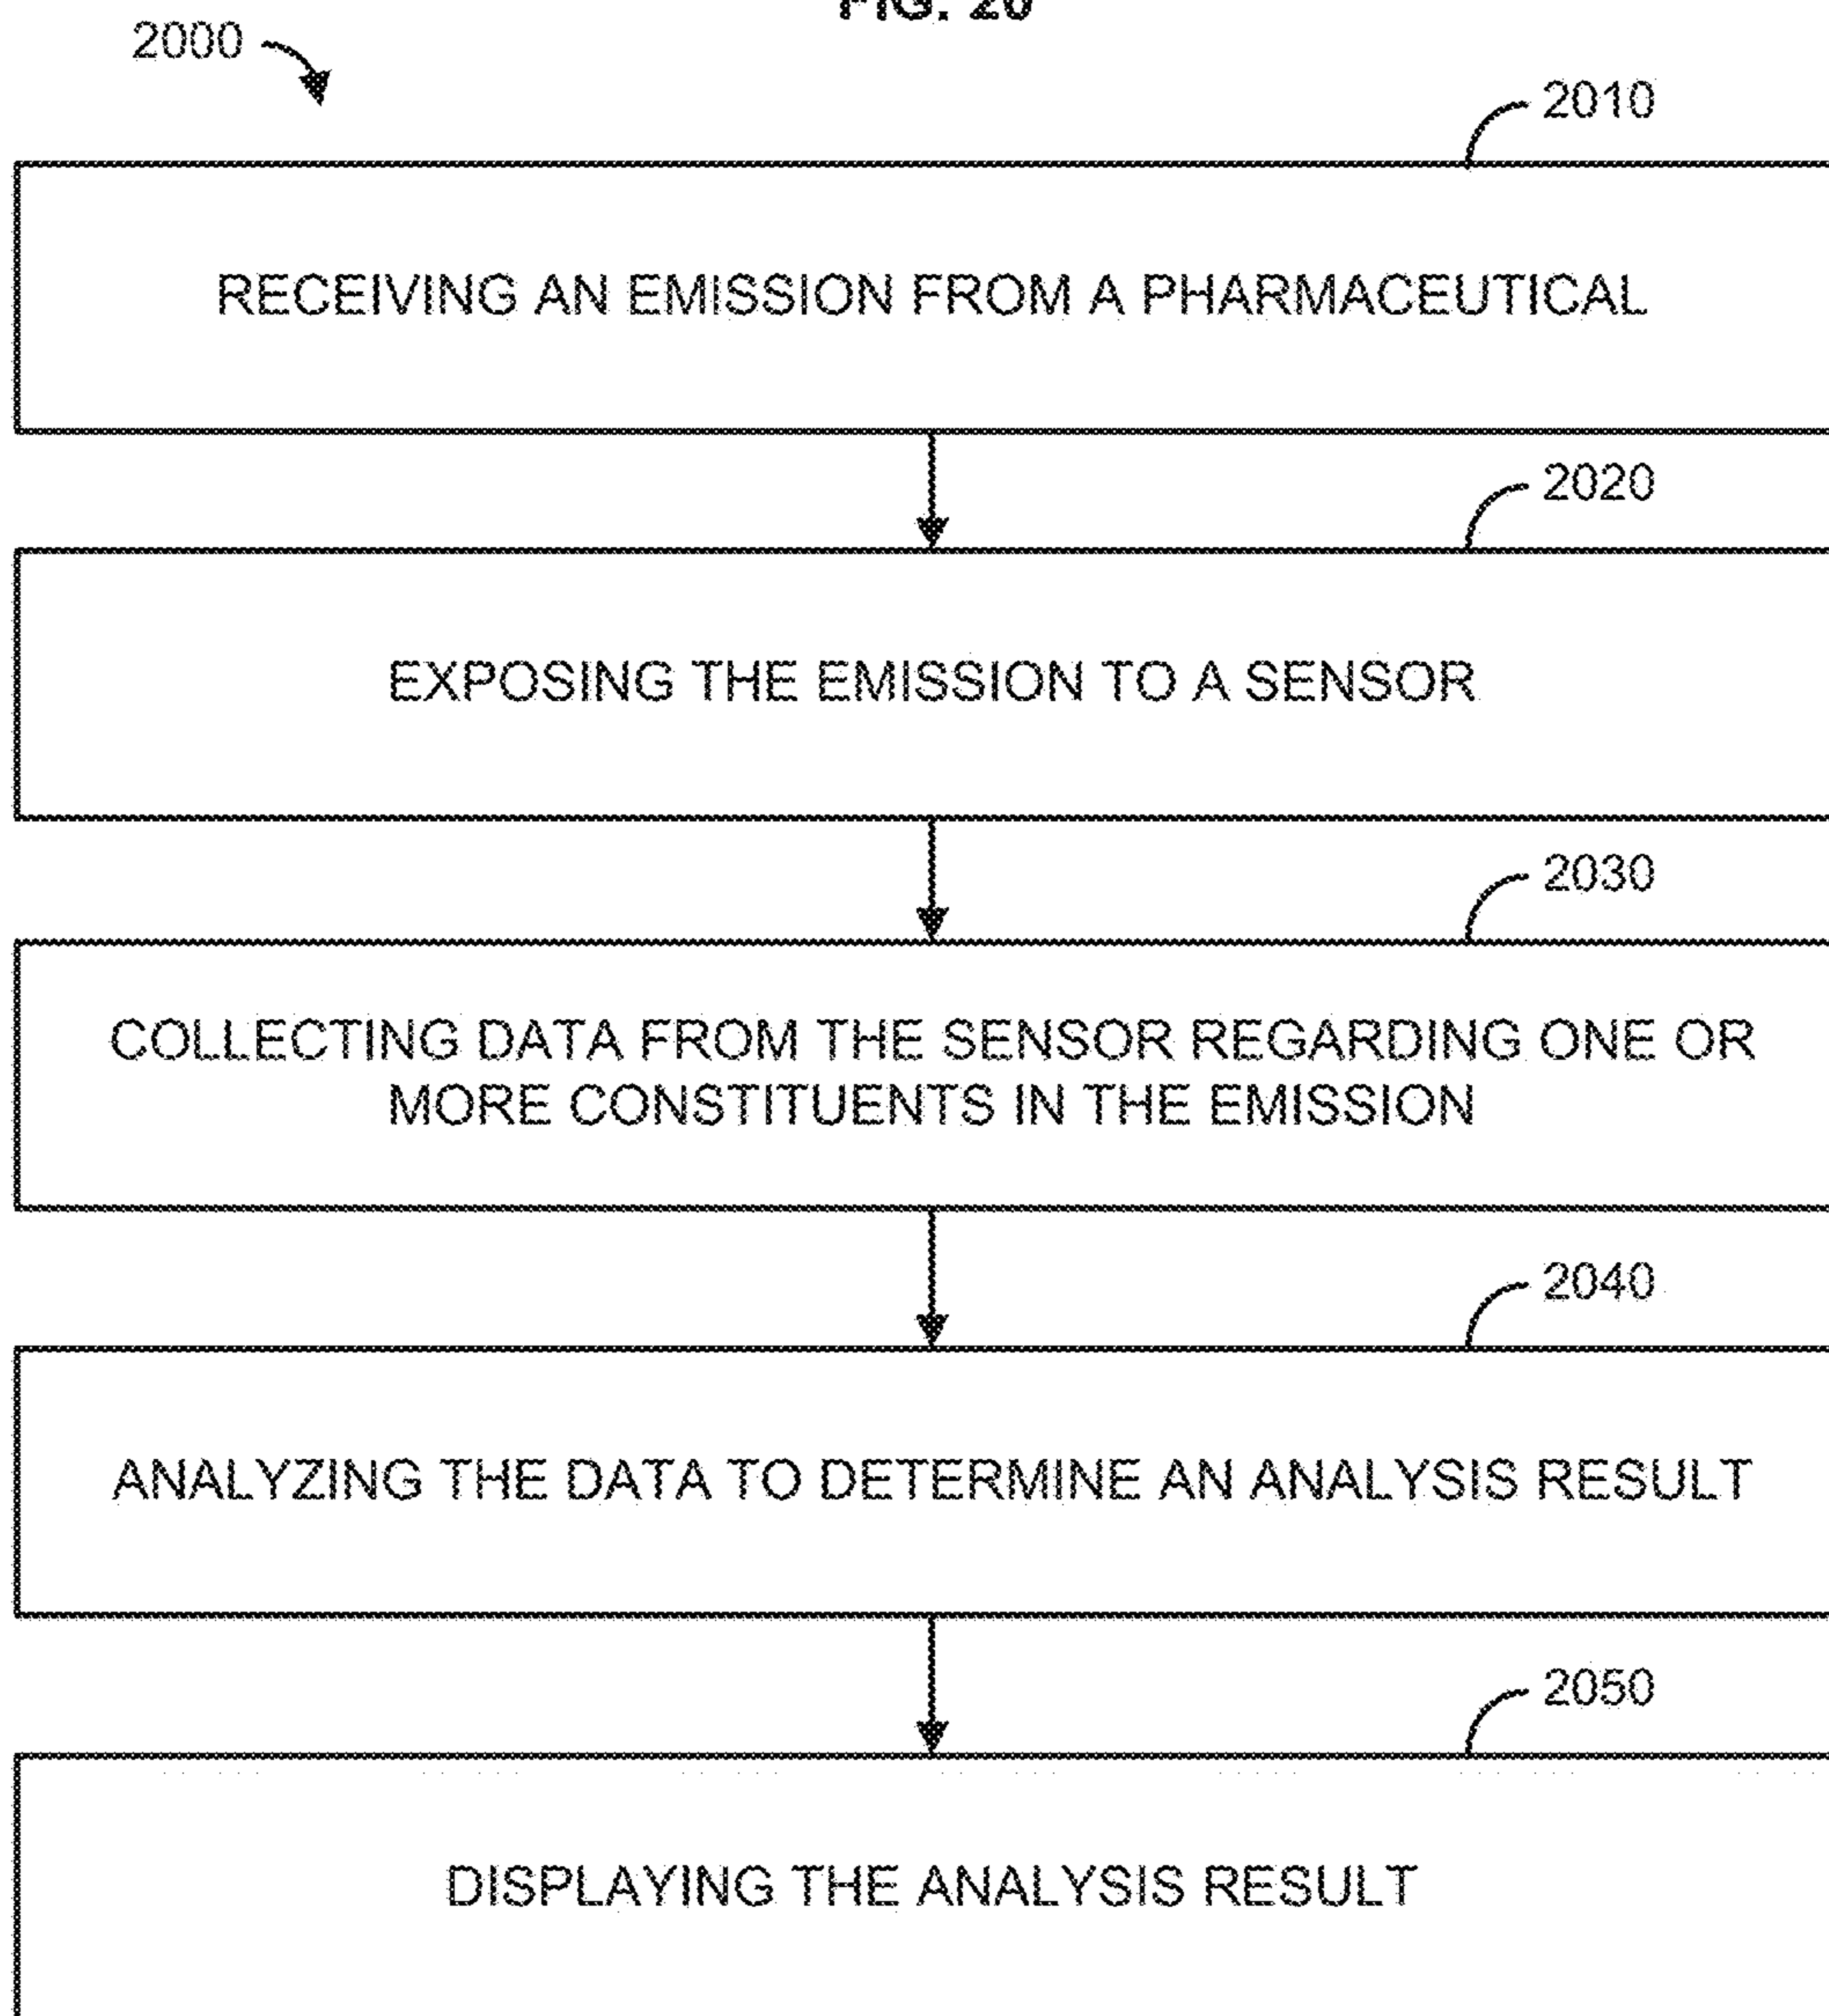 FIG. 20
2000
2010
RECEIVING AN EMISSION FROM A PHARMACEUTICAL
2020
EXPOSING THE EMISSION TO A SENSOR
2030
COLLECTING DATA FROM THE SENSOR REGARDING ONE OR
MORE CONSTITUENTS IN THE EMISSION
2040
ANALYZING THE DATA TO DETERMINE AN ANALYSIS RESULT
2050
DISPLAYING THE ANALYSIS RESULT